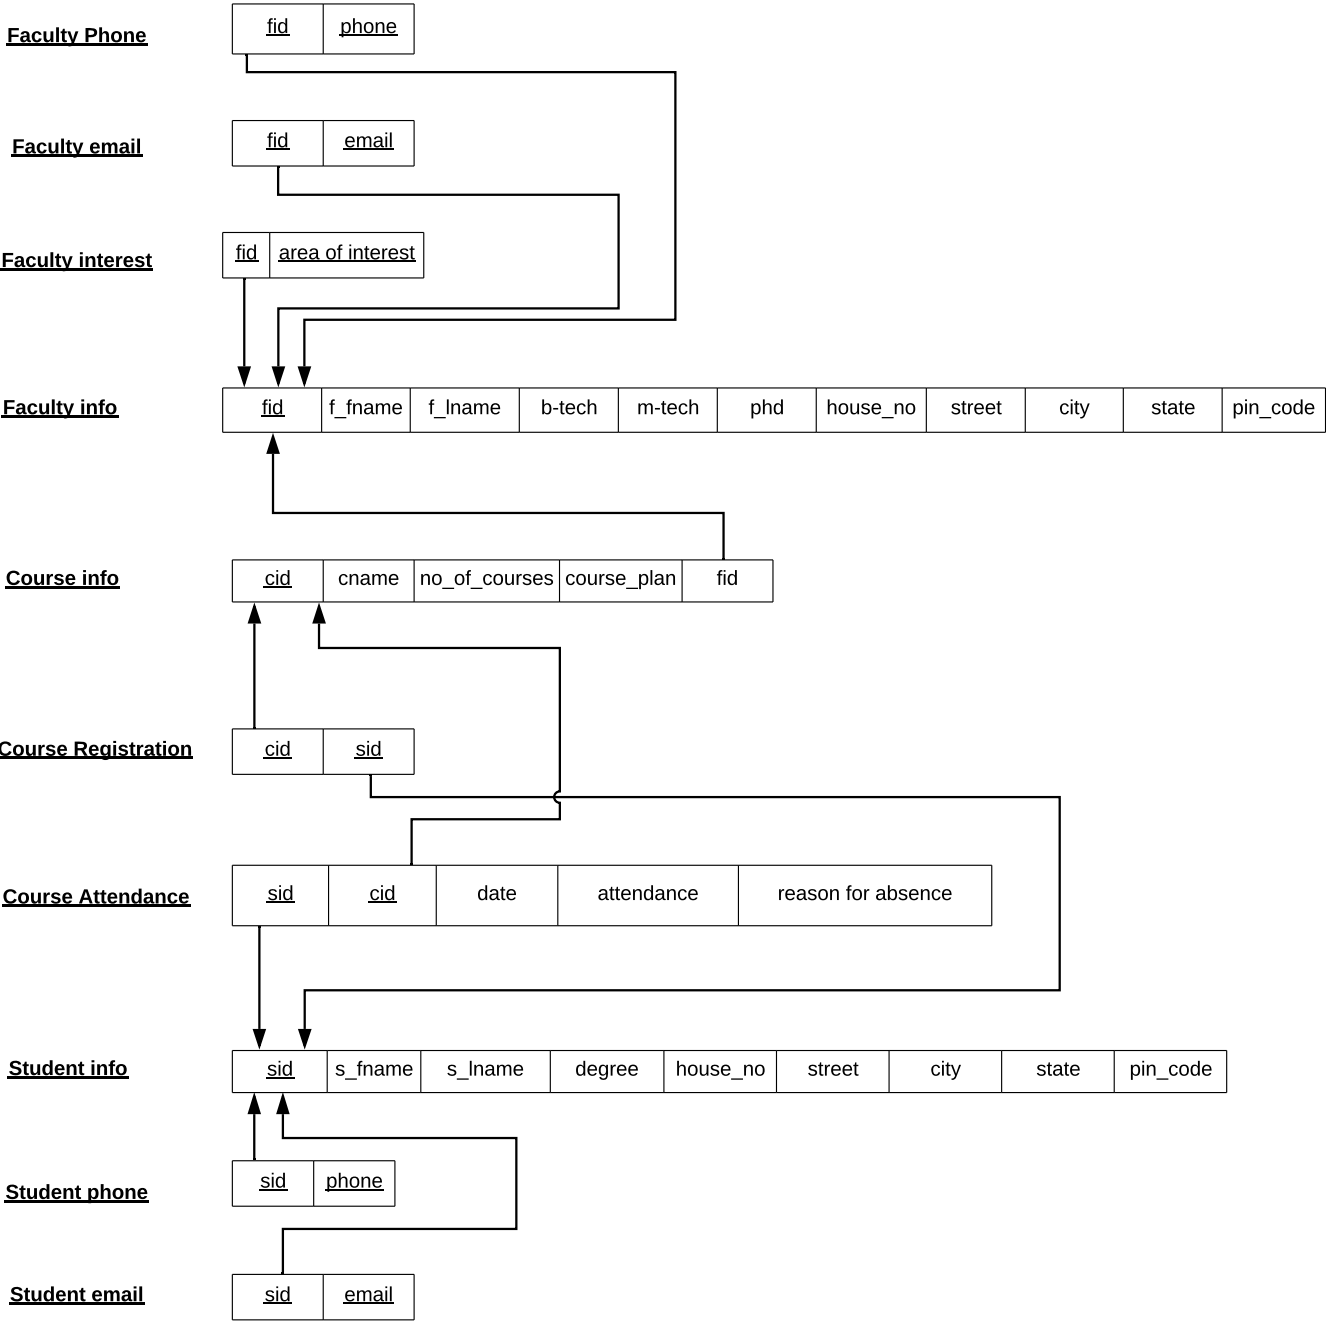 Faculty Phone fid phone
Faculty email fid email
Faculty interest fid area of interest
Faculty info fid f_fname f_lname b-tech m-tech phd house_no street city state pin_code
Course info cid cname no_of_courses course_plan fid
Course Registration cid sid
Course Attendance sid cid date attendance reason for absence
Student info sid s_fname s_lname degree house_no street city state pin_code
Student phone sid phone
Student email sid email